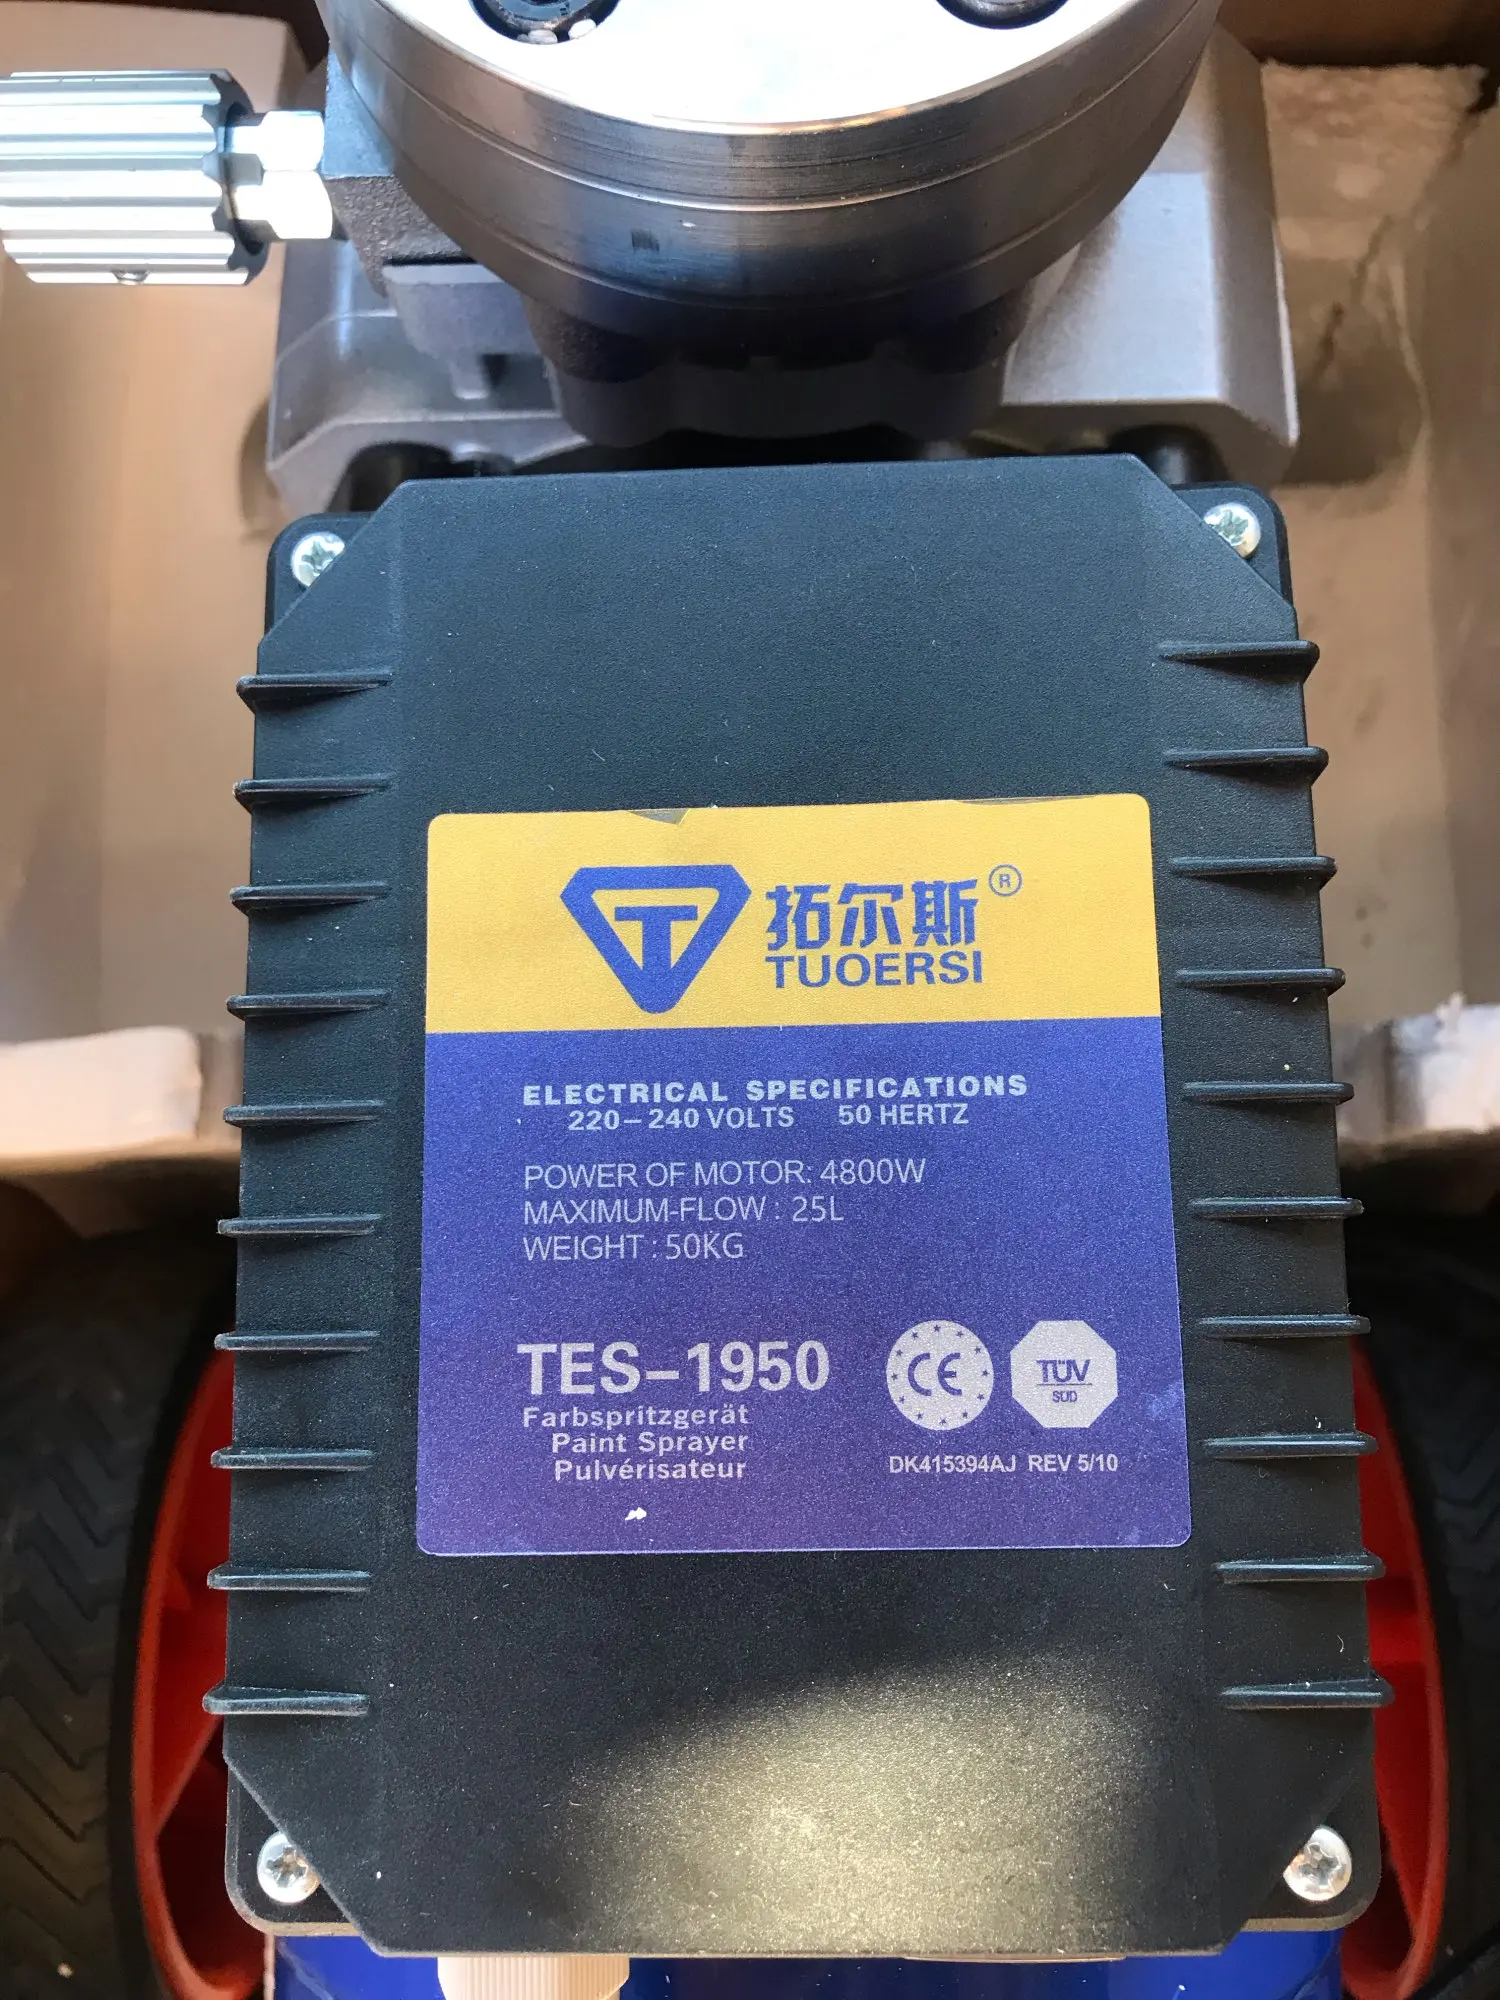 T 拓尔斯 ®
TUOERSI
ELECTRICAL SPECIFICATIONS
220-240 VOLTS 50 HERTZ
POWER OF MOTOR: 4800W
MAXIMUM-FLOW : 25L
WEIGHT : 50KG
TES-1950
Farbspritzgerät
Paint Sprayer
Pulvérisateur
CE
TÜV
SUD
DK415394AJ REV 5/10